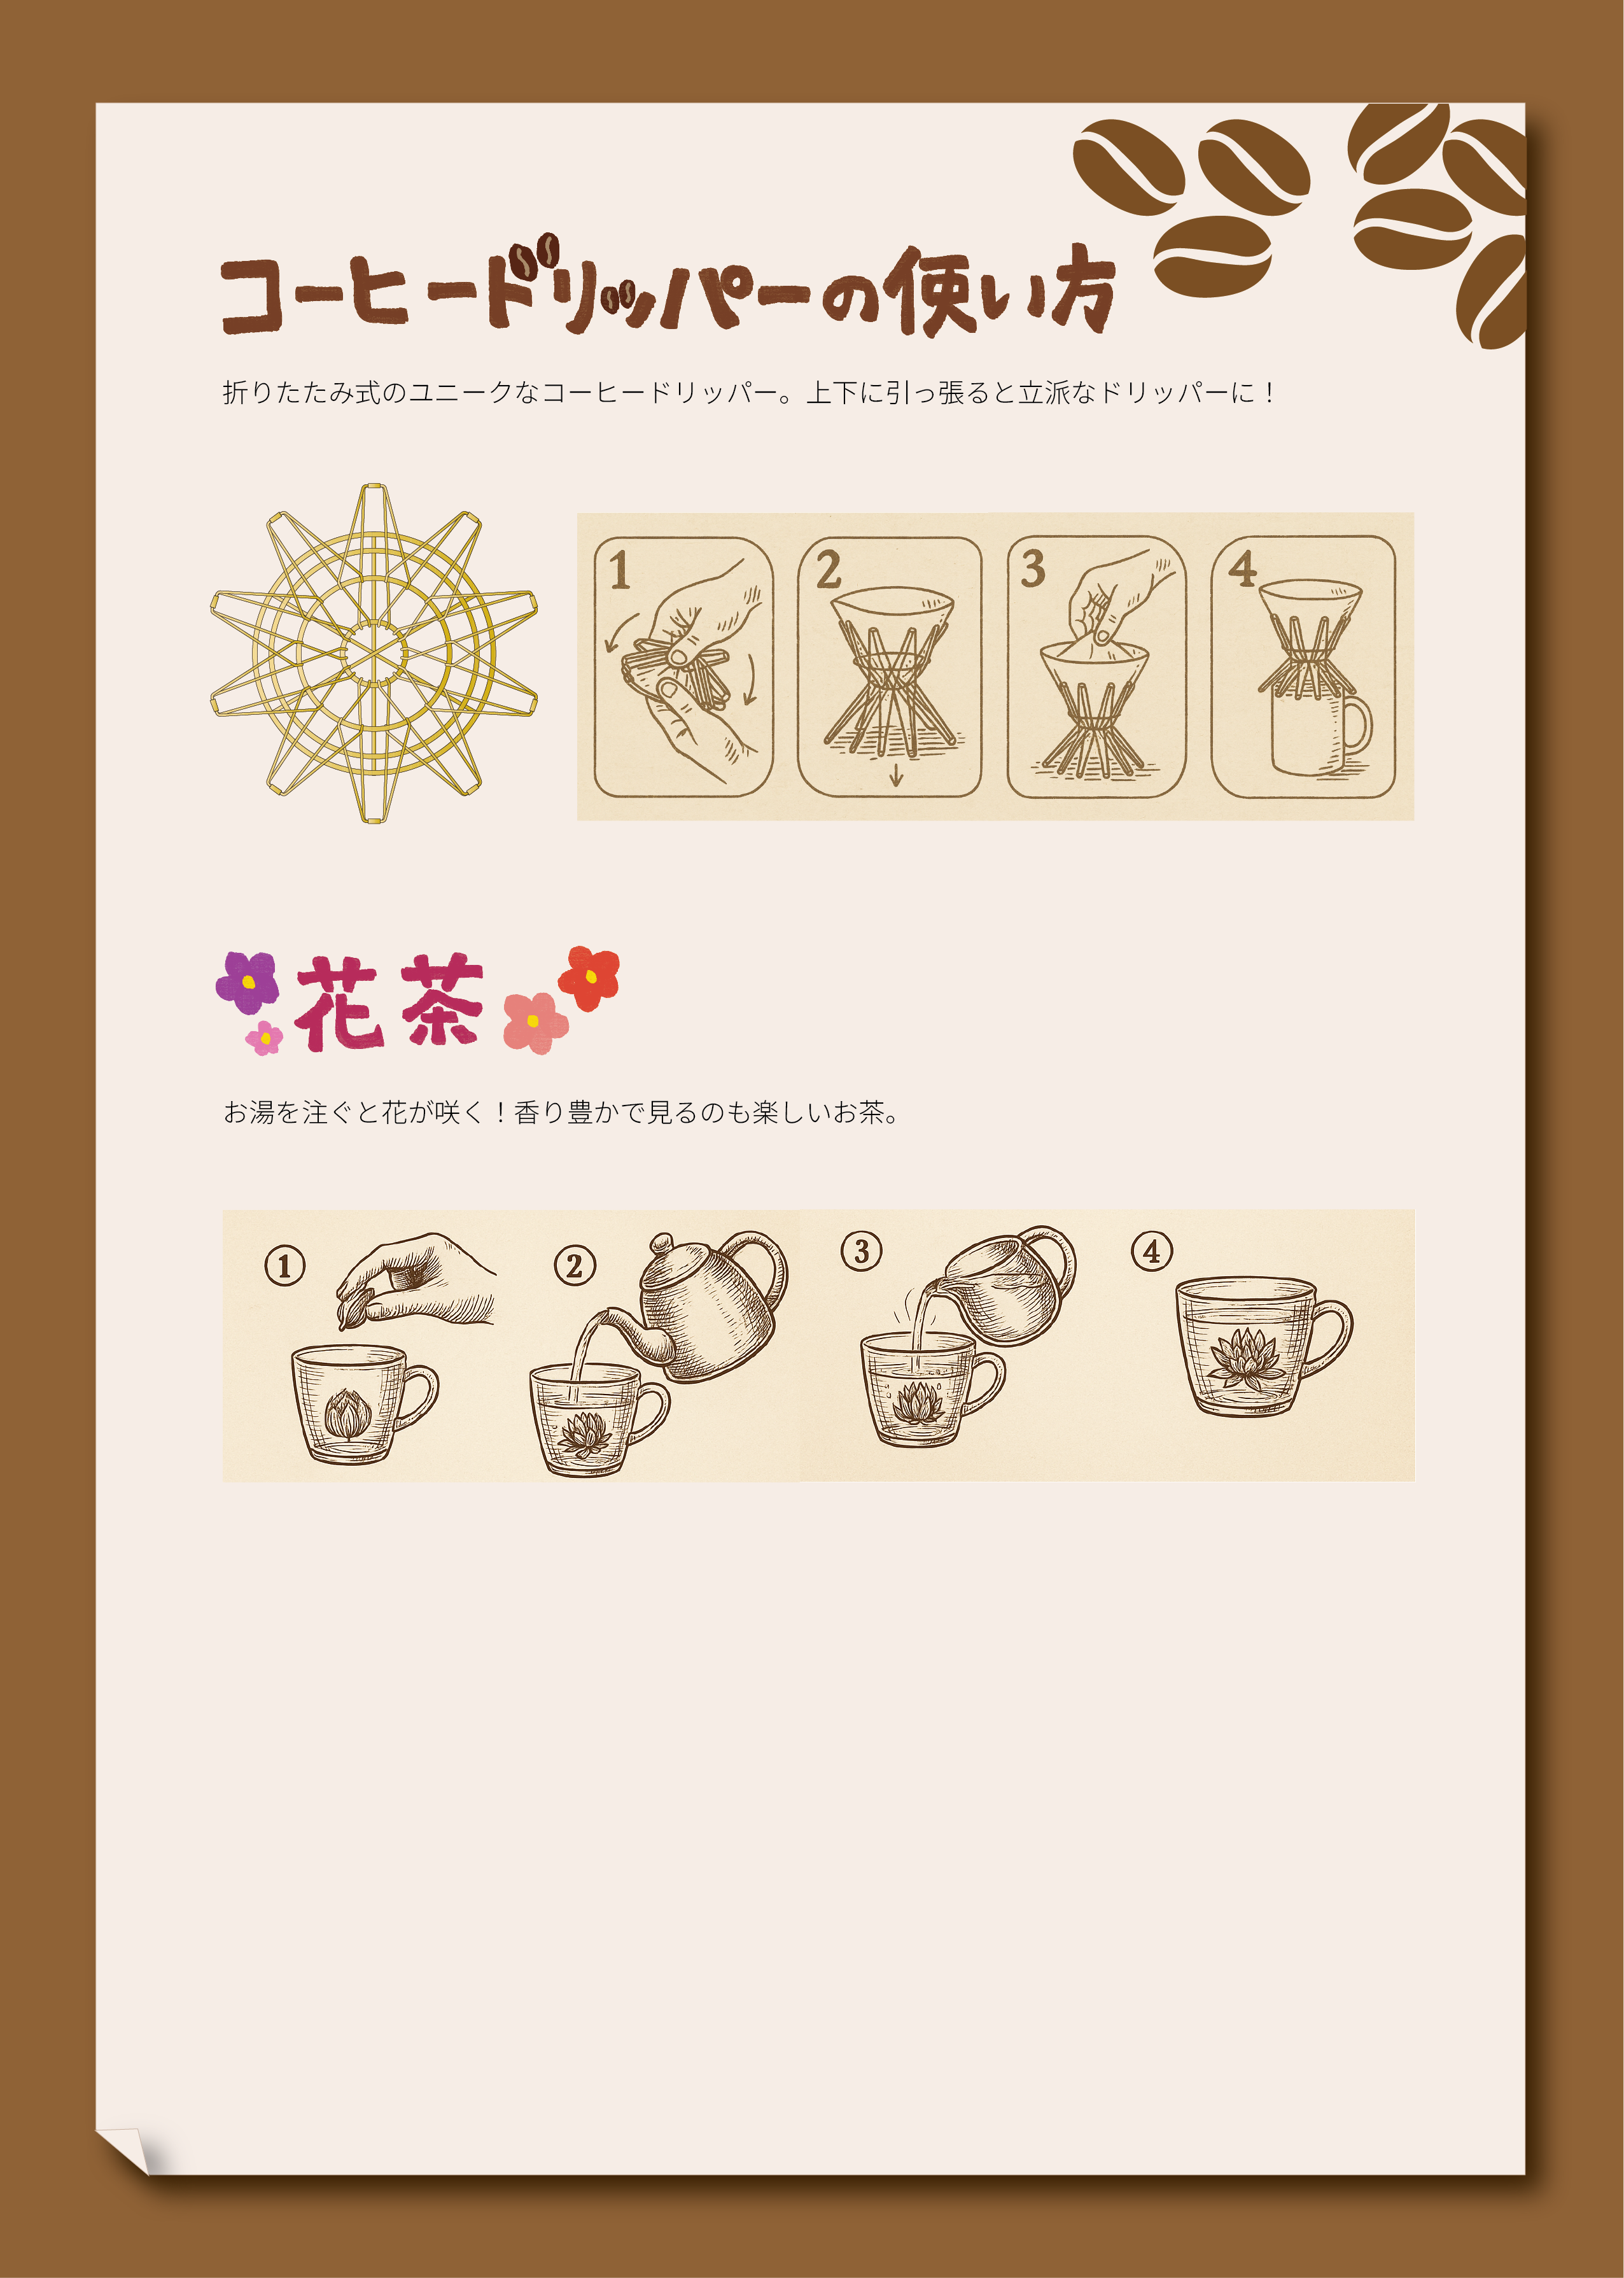 コーヒードリッパーの使い方
折りたたみ式のユニークなコーヒードリッパー。上下に引っ張ると立派なドリッパーに！
1 2 3 4
花茶
お湯を注ぐと花が咲く！香り豊かで見るのも楽しいお茶。
1 2 3 4